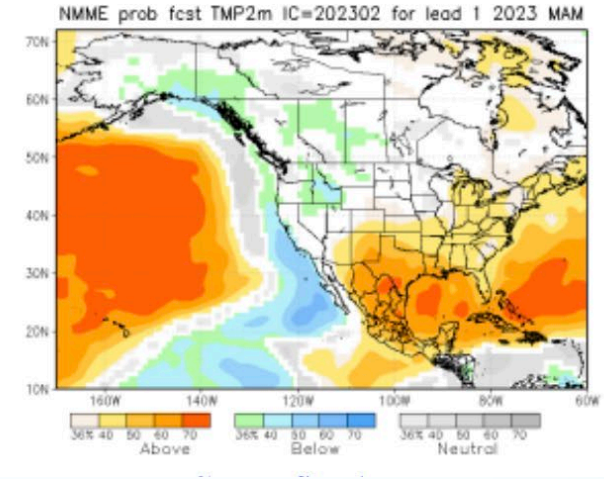 NMME prob fcst TMP2m IC=202302 for lead 1 2023 MAM
70N
60N
50N
40N
30N
20N
10N
160W 140W 120W 100W 80W 60W
36% 40 50 60 70 36% 40 50 60 70 36% 40 50 60 70
Above Below Neutral